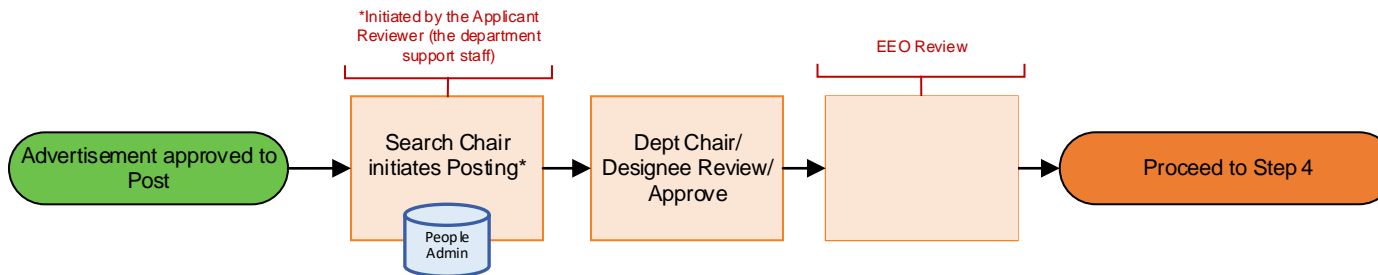 *Initiated by the Applicant
Reviewer (the department
support staff)
EEO Review
Advertisement approved to
Post
Search Chair
initiates Posting*
People
Admin
Dept Chair/
Designee Review/
Approve
Proceed to Step 4